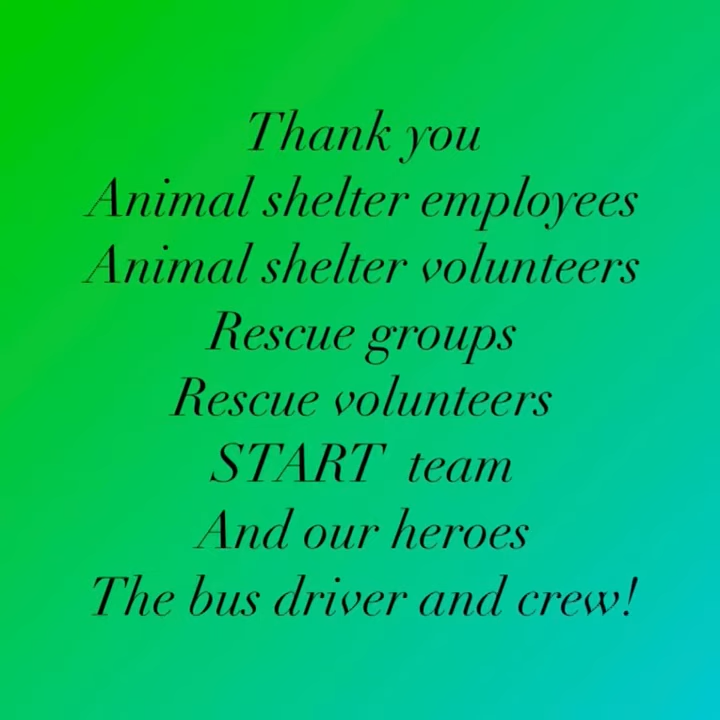 Thank you
Animal shelter employees
Animal shelter volunteers
Rescue groups
Rescue volunteers
START team
And our heroes
The bus driver and crew!